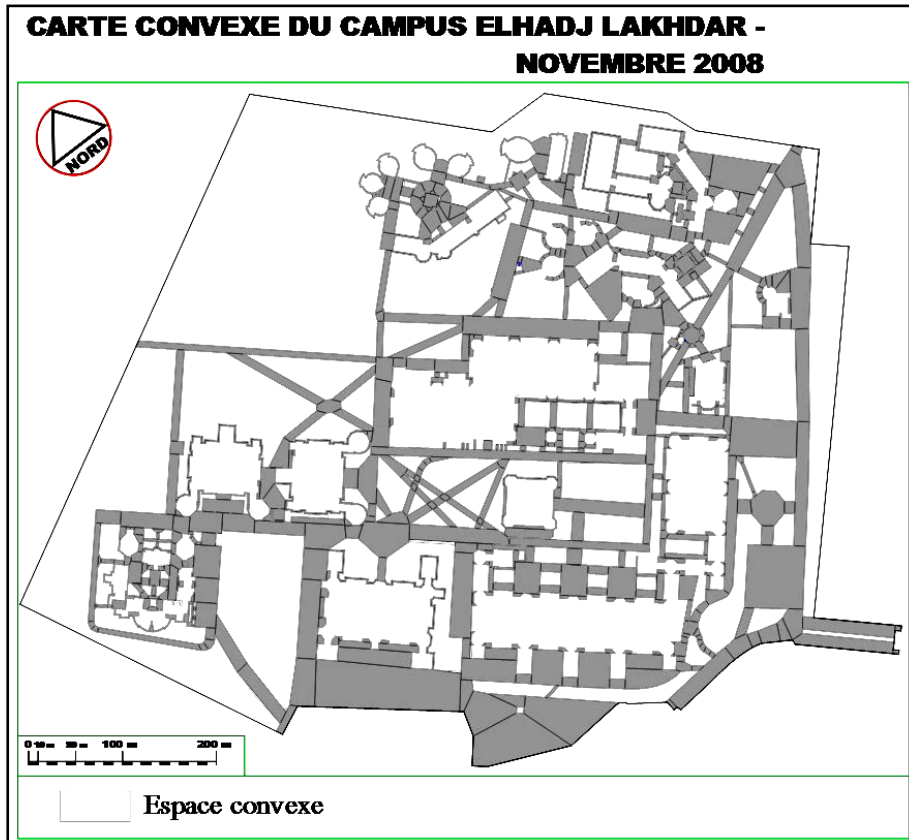 CARTE CONVEXE DU CAMPUS ELHADJ LAKHDAR -
NOVEMBRE 2008
NORD
100 m 200 m
Espace convexe